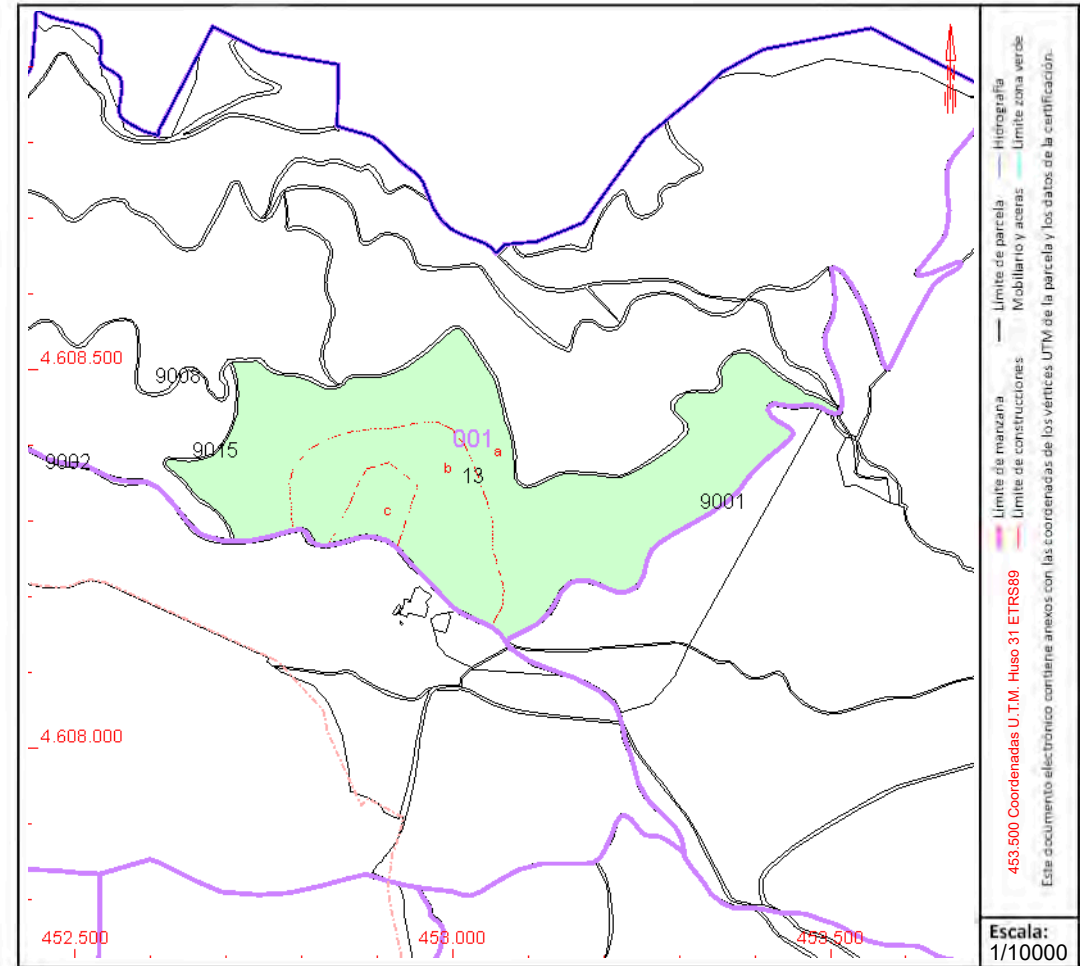 4.608.500
9008
9015
9002
001
a
b
13
c
9001
4.608.000
452.500
453.000
453.500
Límite de manzana
Límite de parcela
Hidrografía
Límite de construcciones
Mobiliario y aceras
Límite zona verde
453.500 Coordenadas U.T.M. Huso 31 ETRS89
Este documento electrónico contiene anexos con las coordenadas de los vértices UTM de la parcela y los datos de la certificación.
Escala:
1/10000